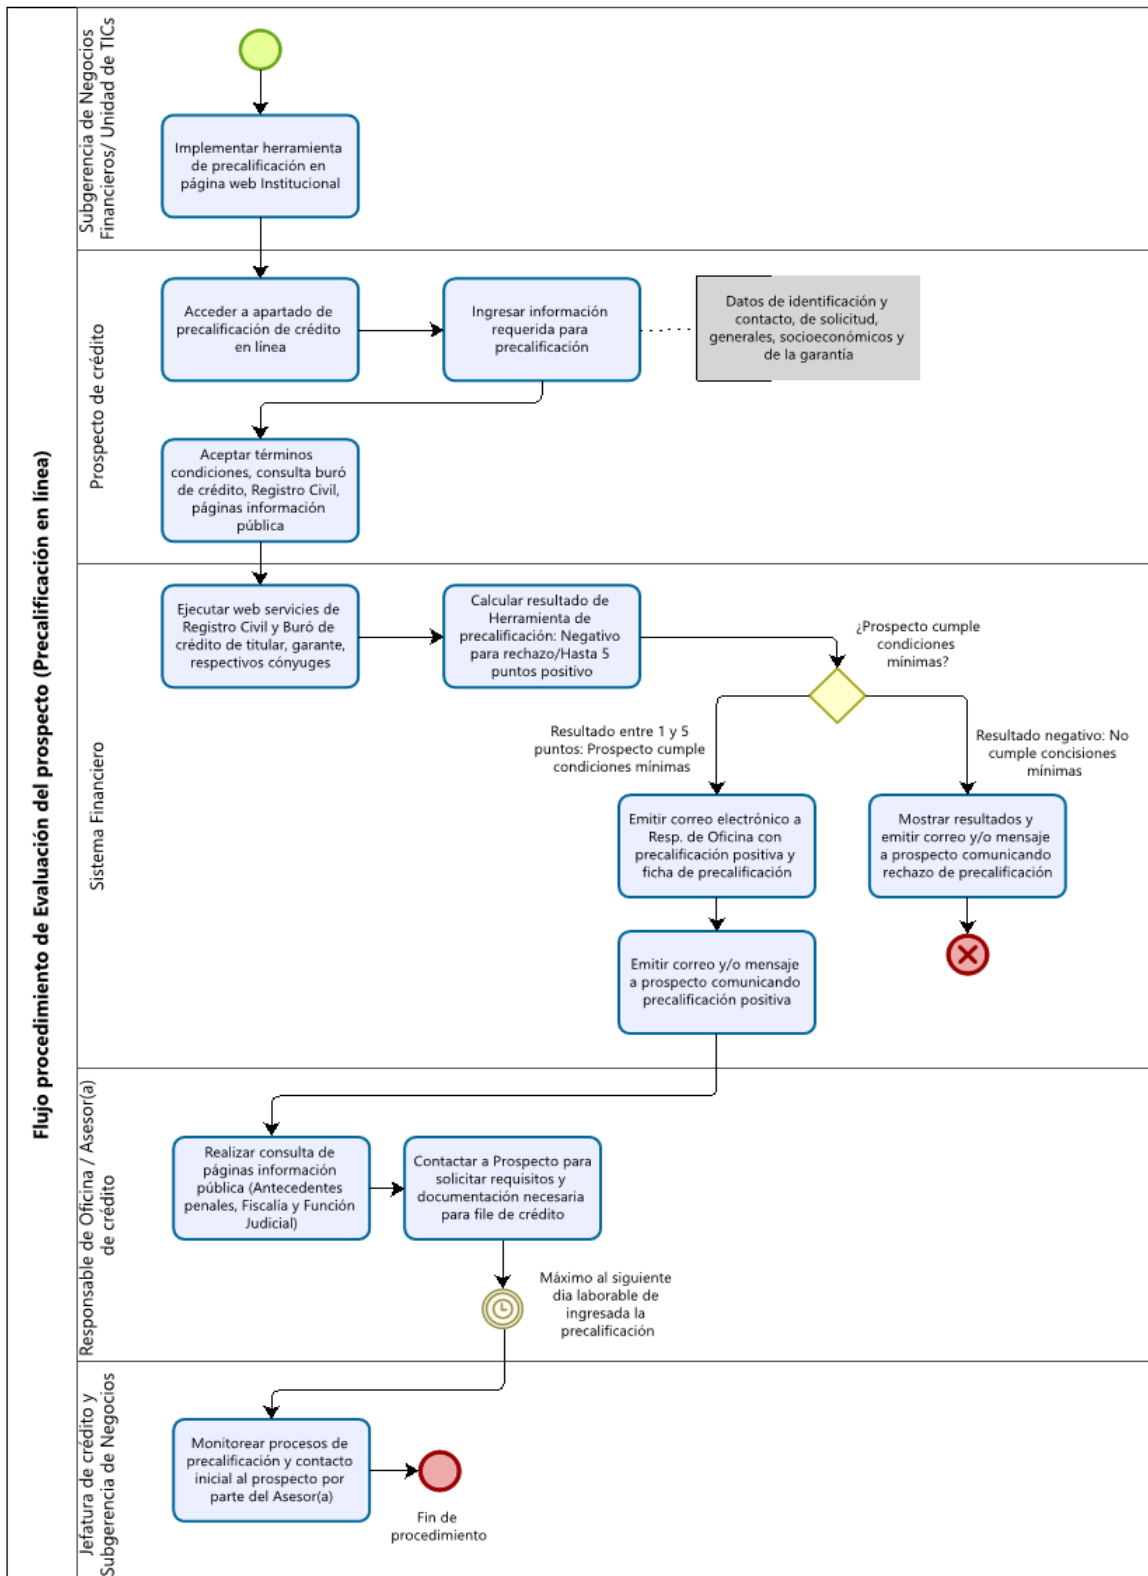 Flujo procedimiento de Evaluación del prospecto (Precalificación en línea)
Subgerencia de Negocios
Financieros/ Unidad de TICs
Implementar herramienta
de precalificación en
página web Institucional
Prospecto de crédito
Acceder a apartado de
precalificación de crédito
en línea
Ingresar información
requerida para
precalificación
Datos de identificación y
contacto, de solicitud,
generales, socioeconómicos y
de la garantía
Aceptar términos
condiciones, consulta buró
de crédito, Registro Civil,
páginas información
pública
Sistema Financiero
Ejecutar web servicies de
Registro Civil y Buró de
crédito de titular, garante,
respectivos cónyuges
Calcular resultado de
Herramienta de
precalificación: Negativo
para rechazo/Hasta 5
puntos positivo
¿Prospecto cumple
condiciones
mínimas?
Resultado entre 1 y 5
puntos: Prospecto cumple
condiciones mínimas
Resultado negativo: No
cumple concisiones
mínimas
Emitir correo electrónico a
Resp. de Oficina con
precalificación positiva y
ficha de precalificación
Mostrar resultados y
emitir correo y/o mensaje
a prospecto comunicando
rechazo de precalificación
Emitir correo y/o mensaje
a prospecto comunicando
precalificación positiva
Responsable de Oficina / Asesor(a)
de crédito
Realizar consulta de
páginas información
pública (Antecedentes
penales, Fiscalía y Función
Judicial)
Contactar a Prospecto para
solicitar requisitos y
documentación necesaria
para file de crédito
Máximo al siguiente
dia laborable de
ingresada la
precalificación
Jefatura de crédito y
Subgerencia de Negocios
Monitorear procesos de
precalificación y contacto
inicial al prospecto por
parte del Asesor(a)
Fin de
procedimiento